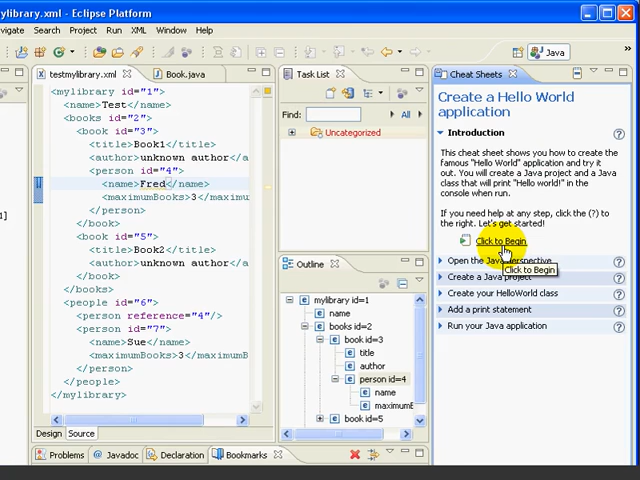 mylibrary.xml - Eclipse Platform
Search Project Run XML Window Help
Java
testmylibrary.xml
Book.java
<mylibrary id="1">
<name>Test</name>
<books id="2">
<book id="3">
<title>Book1</title>
<author>unknown author</a
<person id="4">
<name>Fred</name>
<maximumBooks>3</maximu
</person>
</book>
<book id="5">
<title>Book2</title>
<author>unknown author</a
</book>
</books>
<people id="6">
<person reference="4"/>
<person id="7">
<name>Sue</name>
<maximumBooks>3</maximumB
</person>
</people>
</mylibrary>
Design Source
Task List
Find:
All
Uncategorized
Outline
mylibrary id=1
name
books id=2
book id=3
title
author
person id=4
name
book id=5
Cheat Sheets
Create a Hello World
application
Introduction
This cheat sheet shows you how to create the
famous "Hello World" application and try it
out. You will create a Java project and a Java
class that will print "Hello world!" in the
console when run.
If you need help at any step, click the (?) to
the right. Let's get started!
Click to Begin
Open the Java perspective
Click to Begin
Create a Java project
Create your HelloWorld class
Add a print statement
Run your Java application
Problems Javadoc Declaration Bookmarks